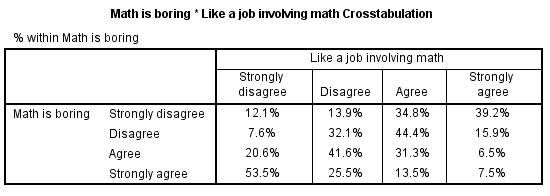 Math is boring * Like a job involving math Crosstabulation
% within Math is boring
Like a job involving math
Strongly disagree Disagree Agree Strongly agree
Math is boring Strongly disagree 12.1% 13.9% 34.8% 39.2%
Disagree 7.6% 32.1% 44.4% 15.9%
Agree 20.6% 41.6% 31.3% 6.5%
Strongly agree 53.5% 25.5% 13.5% 7.5%